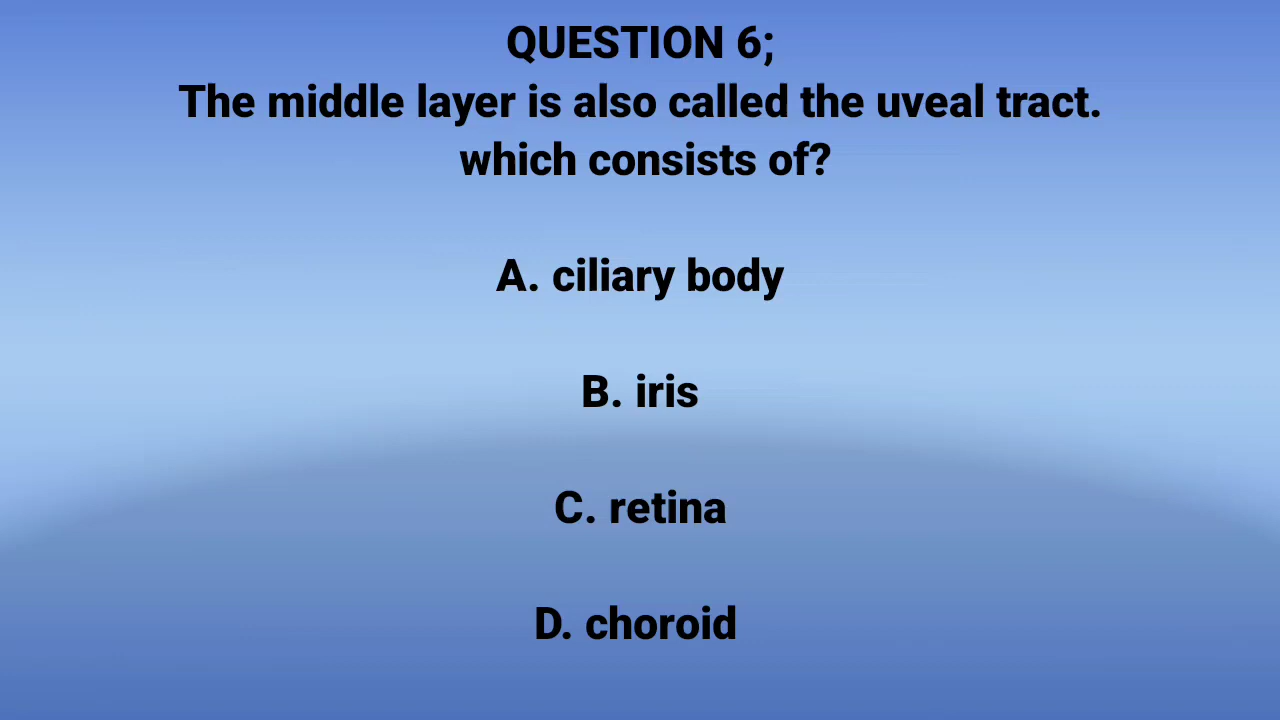 QUESTION 6;
The middle layer is also called the uveal tract.
which consists of?
A. ciliary body
B. iris
C. retina
D. choroid